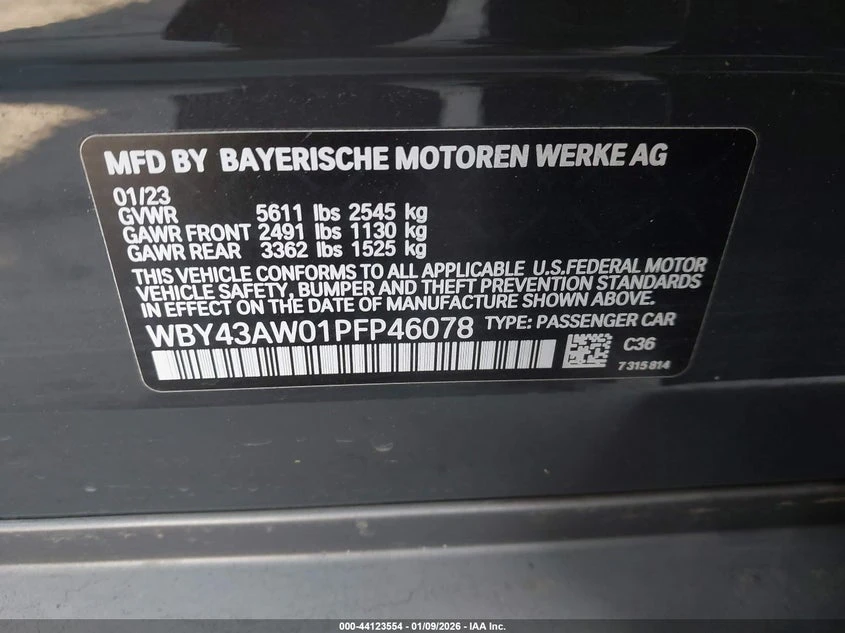 MFD BY BAYERISCHE MOTOREN WERKE AG
01/23
GVWR 5611 lbs 2545 kg
GAWR FRONT 2491 lbs 1130 kg
GAWR REAR 3362 lbs 1525 kg
THIS VEHICLE CONFORMS TO ALL APPLICABLE U.S.FEDERAL MOTOR
VEHICLE SAFETY, BUMPER AND THEFT PREVENTION STANDARDS
IN EFFECT ON THE DATE OF MANUFACTURE SHOWN ABOVE.
WBY43AW01PFP46078 TYPE: PASSENGER CAR
C36
7315814
000-44123554 - 01/09/2026 - IAA Inc.